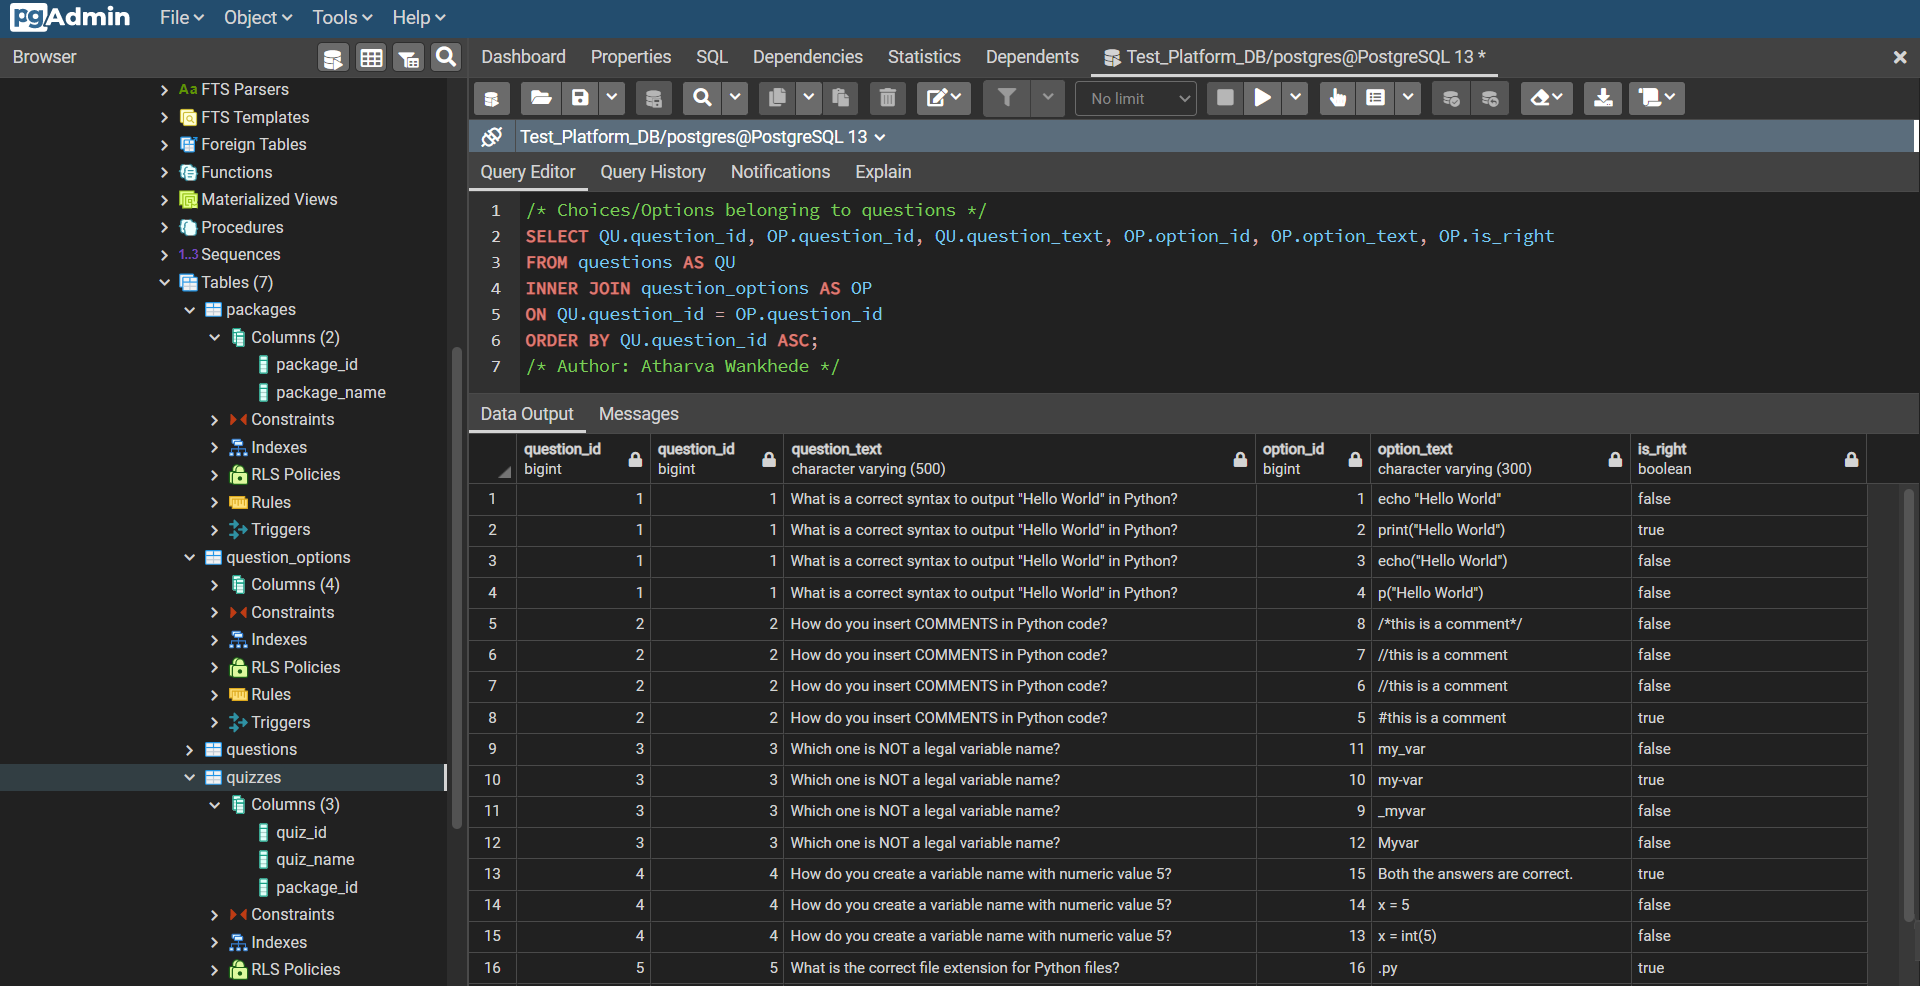 pgAdmin File Object Tools Help
Browser
Dashboard Properties SQL Dependencies Statistics Dependents Test_Platform_DB/postgres@PostgreSQL 13 *
No limit
Test_Platform_DB/postgres@PostgreSQL 13
Query Editor Query History Notifications Explain
Aa FTS Parsers
FTS Templates
Foreign Tables
Functions
Materialized Views
Procedures
1..3 Sequences
Tables (7)
packages
Columns (2)
package_id
package_name
Constraints
Indexes
RLS Policies
Rules
Triggers
question_options
Columns (4)
Constraints
Indexes
RLS Policies
Rules
Triggers
questions
quizzes
Columns (3)
quiz_id
quiz_name
package_id
Constraints
Indexes
RLS Policies
1 /* Choices/Options belonging to questions */
2 SELECT QU.question_id, OP.question_id, QU.question_text, OP.option_id, OP.option_text, OP.is_right
3 FROM questions AS QU
4 INNER JOIN question_options AS OP
5 ON QU.question_id = OP.question_id
6 ORDER BY QU.question_id ASC;
7 /* Author: Atharva Wankhede */
Data Output Messages
question_id question_id question_text option_id option_text is_right
bigint bigint character varying (500) bigint character varying (300) boolean
1 1 1 What is a correct syntax to output "Hello World" in Python? 1 echo "Hello World" false
2 1 1 What is a correct syntax to output "Hello World" in Python? 2 print("Hello World") true
3 1 1 What is a correct syntax to output "Hello World" in Python? 3 echo("Hello World") false
4 1 1 What is a correct syntax to output "Hello World" in Python? 4 p("Hello World") false
5 2 2 How do you insert COMMENTS in Python code? 8 /*this is a comment*/ false
6 2 2 How do you insert COMMENTS in Python code? 7 //this is a comment false
7 2 2 How do you insert COMMENTS in Python code? 6 //this is a comment false
8 2 2 How do you insert COMMENTS in Python code? 5 #this is a comment true
9 3 3 Which one is NOT a legal variable name? 11 my_var false
10 3 3 Which one is NOT a legal variable name? 10 my-var true
11 3 3 Which one is NOT a legal variable name? 9 _myvar false
12 3 3 Which one is NOT a legal variable name? 12 Myvar false
13 4 4 How do you create a variable name with numeric value 5? 15 Both the answers are correct. true
14 4 4 How do you create a variable name with numeric value 5? 14 x = 5 false
15 4 4 How do you create a variable name with numeric value 5? 13 x = int(5) false
16 5 5 What is the correct file extension for Python files? 16 .py true